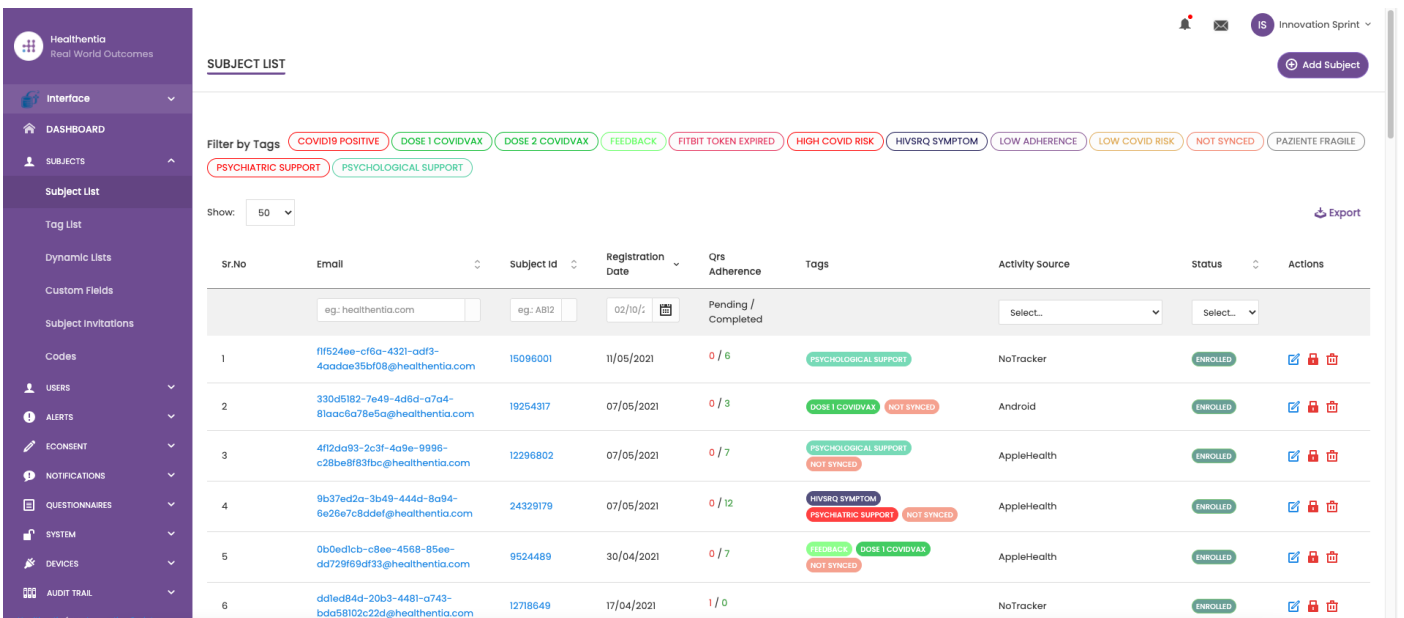 Healthentia
Real World Outcomes
IS Innovation Sprint
SUBJECT LIST
Add Subject
Interface
DASHBOARD
SUBJECTS
Subject List
Tag List
Dynamic Lists
Custom Fields
Subject Invitations
Codes
USERS
ALERTS
ECONSENT
NOTIFICATIONS
QUESTIONNAIRES
SYSTEM
DEVICES
AUDIT TRAIL
Filter by Tags COVID19 POSITIVE DOSE 1 COVIDVAX DOSE 2 COVIDVAX FEEDBACK FITBIT TOKEN EXPIRED HIGH COVID RISK HIVSRQ SYMPTOM LOW ADHERENCE LOW COVID RISK NOT SYNCED PAZIENTE FRAGILE
PSYCHIATRIC SUPPORT PSYCHOLOGICAL SUPPORT
Show: 50
Export
Sr.No Email Subject Id Registration Date Qrs Adherence Tags Activity Source Status Actions
eg.: healthentia.com eg.: AB12 02/10/2 Pending / Completed Select... Select...
1 f1f524ee-cf6a-4321-adf3-
4aadae35bf08@healthentia.com 15096001 11/05/2021 0 / 6 PSYCHOLOGICAL SUPPORT NoTracker ENROLLED
2 330d5182-7e49-4d6d-a7a4-
81aac6a78e5a@healthentia.com 19254317 07/05/2021 0 / 3 DOSE 1 COVIDVAX NOT SYNCED Android ENROLLED
3 4f12da93-2c3f-4a9e-9996-
c28be8f83fbc@healthentia.com 12296802 07/05/2021 0 / 7 PSYCHOLOGICAL SUPPORT
NOT SYNCED AppleHealth ENROLLED
4 9b37ed2a-3b49-444d-8a94-
6e26e7c8ddef@healthentia.com 24329179 07/05/2021 0 / 12 HIVSRQ SYMPTOM
PSYCHIATRIC SUPPORT NOT SYNCED AppleHealth ENROLLED
5 0b0ed1cb-c8ee-4568-85ee-
dd729f69df33@healthentia.com 9524489 30/04/2021 0 / 7 FEEDBACK DOSE 1 COVIDVAX
NOT SYNCED AppleHealth ENROLLED
6 dd1ed84d-20b3-4481-a743-
bda58102c22d@healthentia.com 12718649 17/04/2021 1 / 0 NoTracker ENROLLED